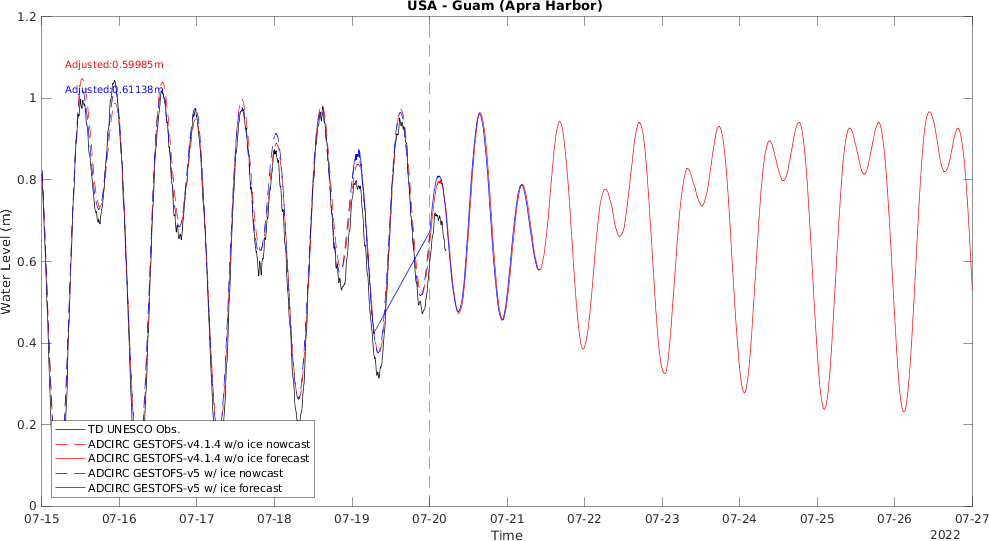 USA - Guam (Apra Harbor)
1.2
1
0.8
0.6
0.4
0.2
0
Water Level (m)
Adjusted:0.59985m
Adjusted:0.61138m
TD UNESCO Obs.
ADCIRC GESTOFS-v4.1.4 w/o ice nowcast
ADCIRC GESTOFS-v4.1.4 w/o ice forecast
ADCIRC GESTOFS-v5 w/ ice nowcast
ADCIRC GESTOFS-v5 w/ ice forecast
07-15 07-16 07-17 07-18 07-19 07-20 07-21 07-22 07-23 07-24 07-25 07-26 07-27
Time
2022